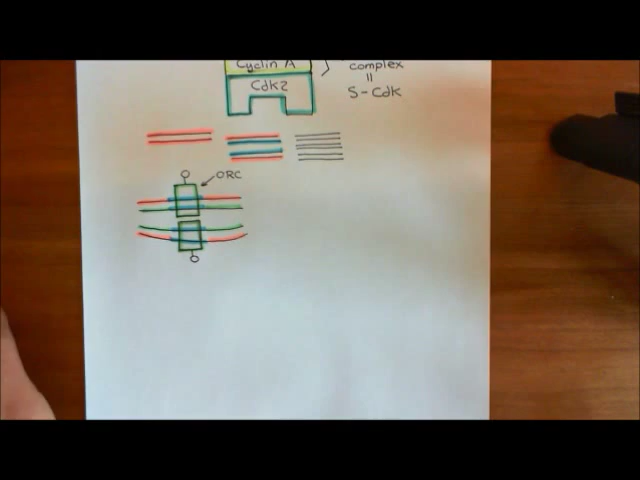 Cyclin A
complex
Cdk2
=
S-Cdk
ORC